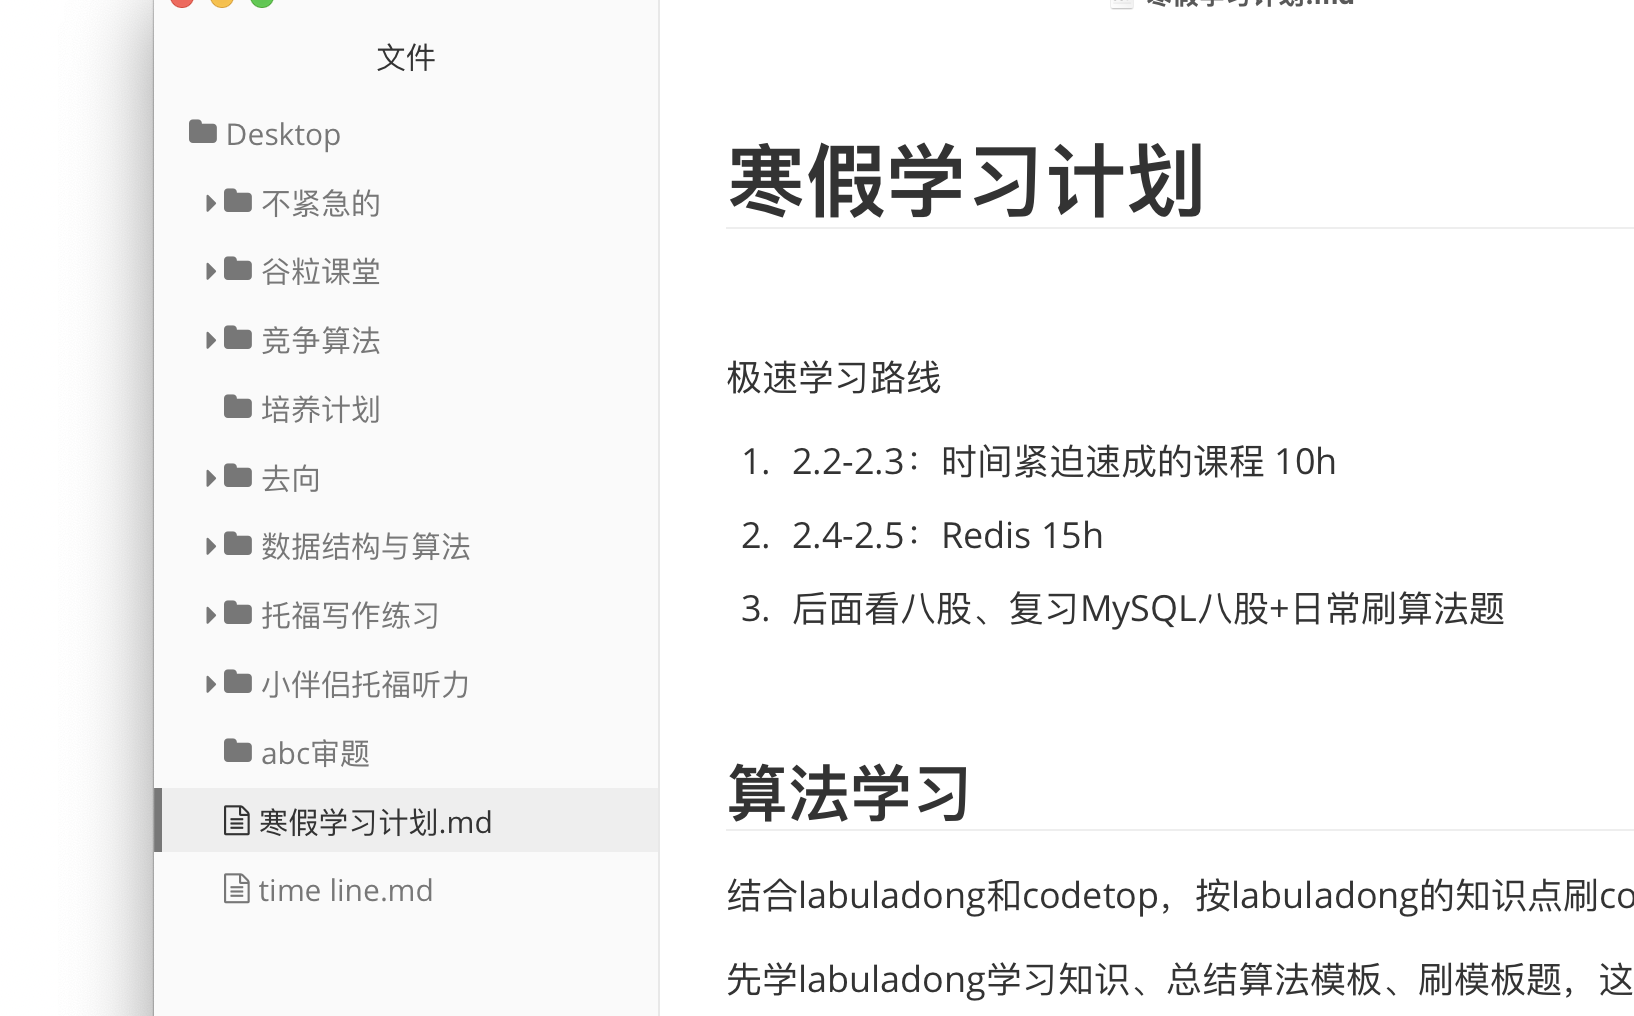 寒假学习计划.md
文件
Desktop
不紧急的
谷粒课堂
竞争算法
培养计划
去向
数据结构与算法
托福写作练习
小伴侣托福听力
abc审题
寒假学习计划.md
time line.md
寒假学习计划
极速学习路线
1. 2.2-2.3：时间紧迫速成的课程 10h
2. 2.4-2.5：Redis 15h
3. 后面看八股、复习MySQL八股+日常刷算法题
算法学习
结合labuladong和codetop，按labuladong的知识点刷co
先学labuladong学习知识、总结算法模板、刷模板题，这